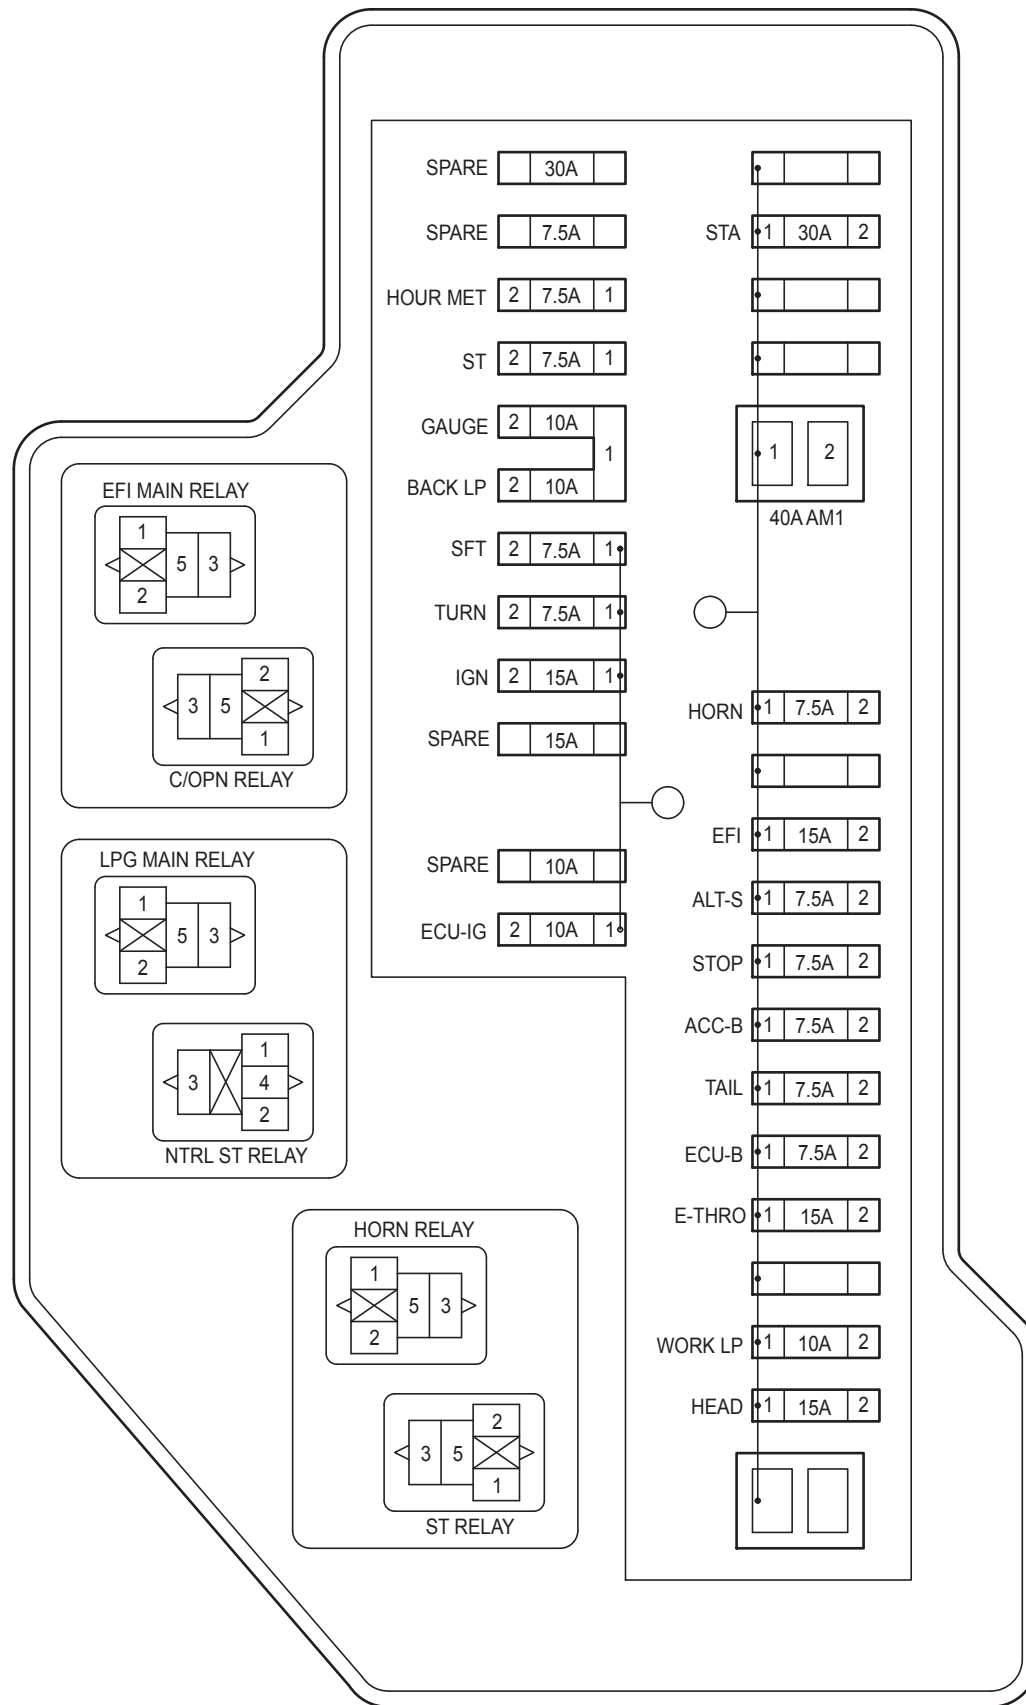 SPARE 30A
SPARE 7.5A
HOUR MET 2 7.5A 1
ST 2 7.5A 1
GAUGE 2 10A
1
BACK LP 2 10A
SFT 2 7.5A 1
TURN 2 7.5A 1
IGN 2 15A 1
SPARE 15A
SPARE 10A
ECU-IG 2 10A 1
STA 1 30A 2
1 2
40A AM1
HORN 1 7.5A 2
EFI 1 15A 2
ALT-S 1 7.5A 2
STOP 1 7.5A 2
ACC-B 1 7.5A 2
TAIL 1 7.5A 2
ECU-B 1 7.5A 2
E-THRO 1 15A 2
WORK LP 1 10A 2
HEAD 1 15A 2
EFI MAIN RELAY
1
5 3
2
2
3 5
1
C/OPN RELAY
LPG MAIN RELAY
1
5 3
2
1
3 4
2
NTRL ST RELAY
HORN RELAY
1
5 3
2
2
3 5
1
ST RELAY